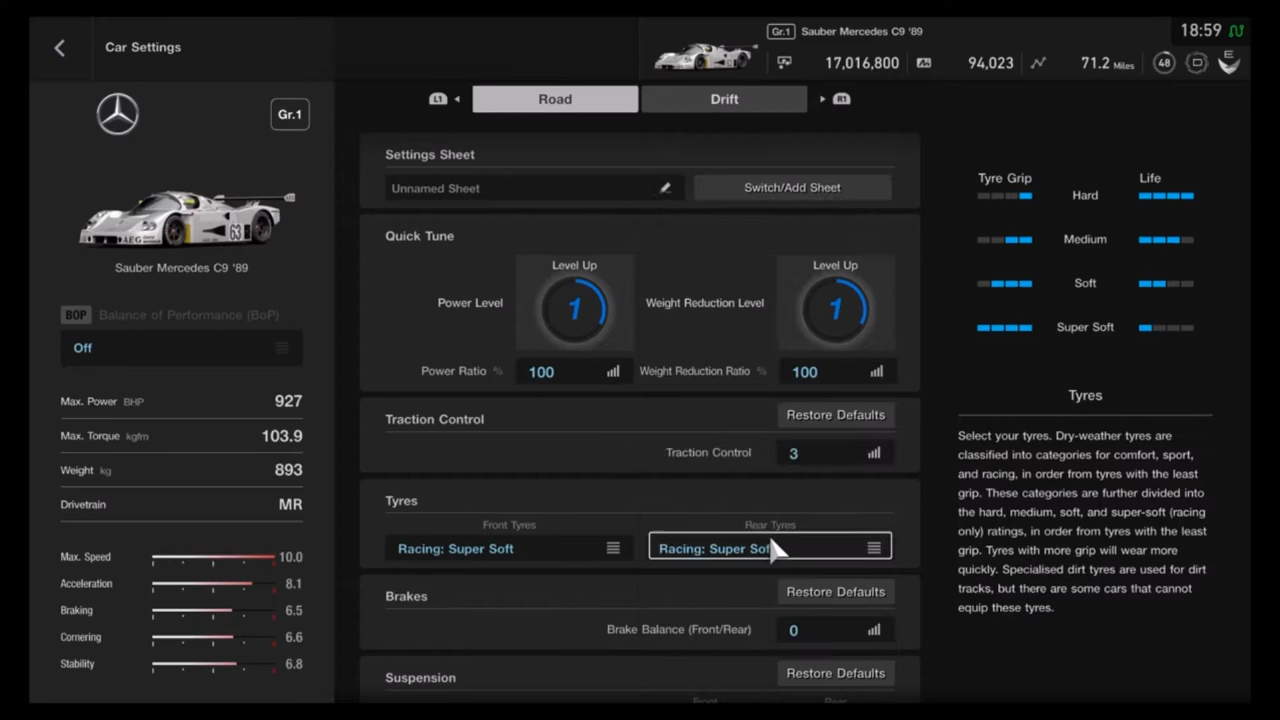 Car Settings
Gr.1 Sauber Mercedes C9 '89
17,016,800
94,023
71.2 Miles
48
D
E
18:59
L1
Road
Drift
R1
Gr.1
AEG
63
Sauber Mercedes C9 '89
BOP Balance of Performance (BoP)
Off
Max. Power BHP 927
Max. Torque kgfm 103.9
Weight kg 893
Drivetrain MR
Max. Speed 10.0
Acceleration 8.1
Braking 6.5
Cornering 6.6
Stability 6.8
Settings Sheet
Unnamed Sheet
Switch/Add Sheet
Quick Tune
Level Up
Level Up
Power Level 1
Weight Reduction Level 1
Power Ratio % 100
Weight Reduction Ratio % 100
Traction Control
Restore Defaults
Traction Control 3
Tyres
Front Tyres
Rear Tyres
Racing: Super Soft
Racing: Super Sof
Brakes
Restore Defaults
Brake Balance (Front/Rear) 0
Suspension
Restore Defaults
Front
Rear
Tyre Grip
Life
Hard
Medium
Soft
Super Soft
Tyres
Select your tyres. Dry-weather tyres are
classified into categories for comfort, sport,
and racing, in order from tyres with the least
grip. These categories are further divided into
the hard, medium, soft, and super-soft (racing
only) ratings, in order from tyres with the least
grip. Tyres with more grip will wear more
quickly. Specialised dirt tyres are used for dirt
tracks, but there are some cars that cannot
equip these tyres.